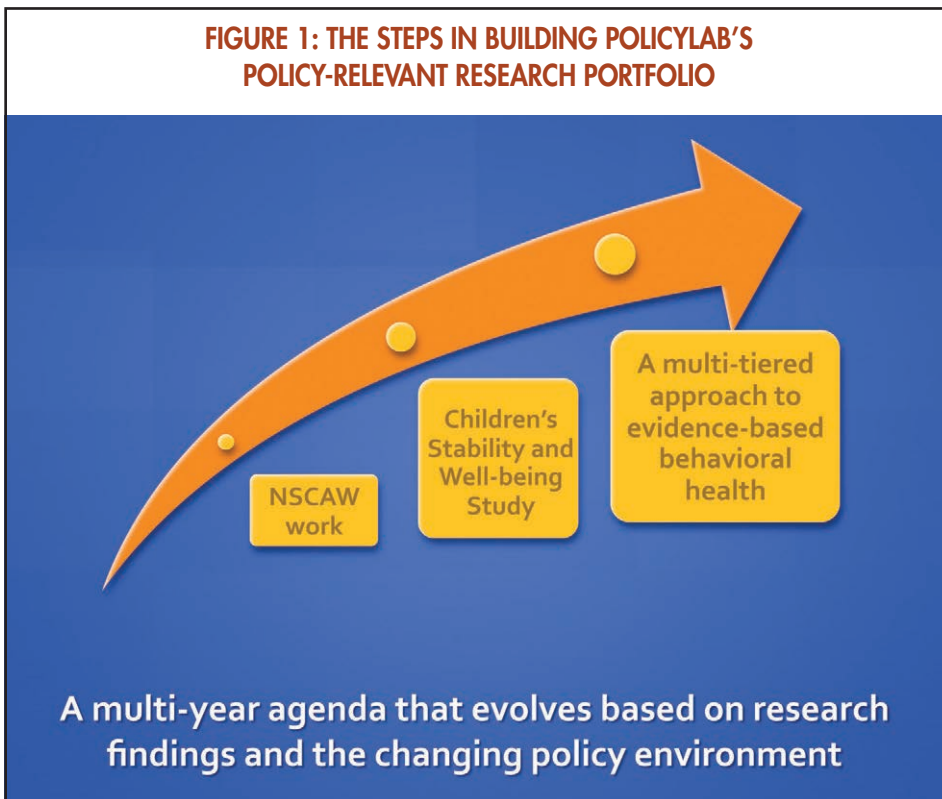 FIGURE 1: THE STEPS IN BUILDING POLICYLAB'S
POLICY-RELEVANT RESEARCH PORTFOLIO
NSCAW
work
Children's
Stability and
Well-being
Study
A multi-tiered
approach to
evidence-based
behavioral
health
A multi-year agenda that evolves based on research
findings and the changing policy environment